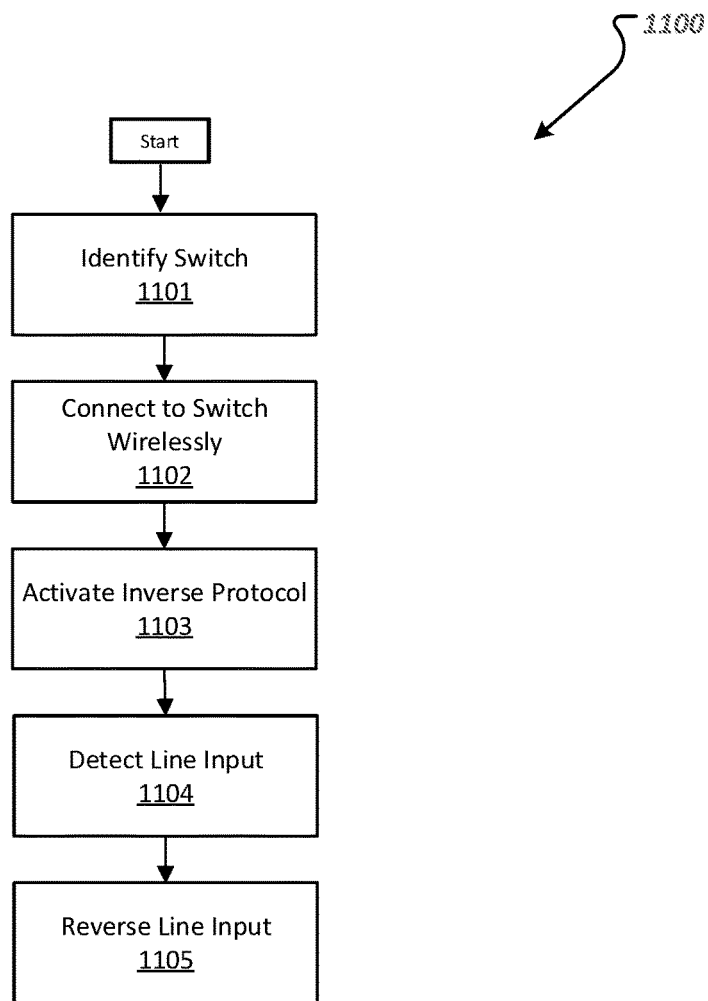 1100
Start
Identify Switch
1101
Connect to Switch
Wirelessly
1102
Activate Inverse Protocol
1103
Detect Line Input
1104
Reverse Line Input
1105